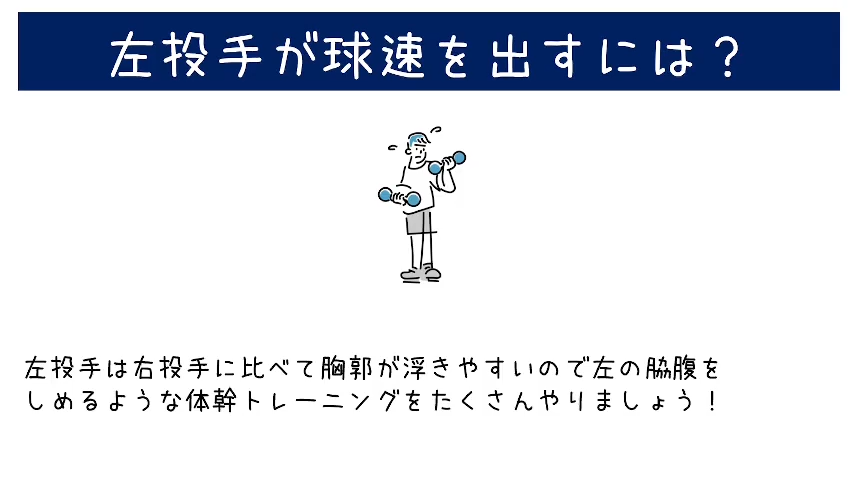 左投手が球速を出すには？
左投手は右投手に比べて胸郭が浮きやすいので左の脇腹を
しめるような体幹トレーニングをたくさんやりましょう！